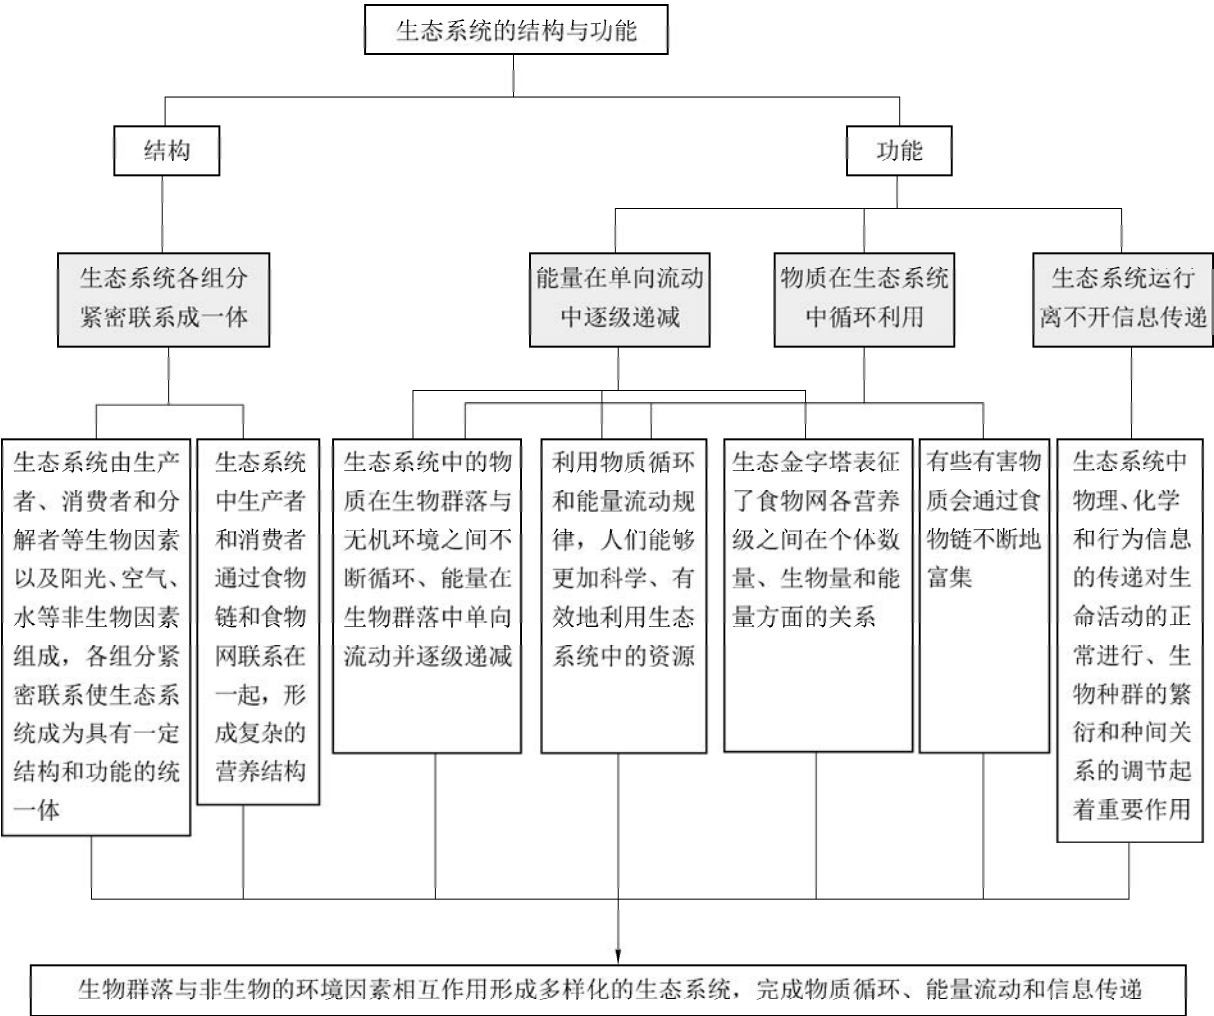 生态系统的结构与功能
结构
功能
生态系统各组分
紧密联系成一体
能量在单向流动
中逐级递减
物质在生态系统
中循环利用
生态系统运行
离不开信息传递
生态系统由生产
者、消费者和分
解者等生物因素
以及阳光、空气、
水等非生物因素
组成，各组分紧
密联系使生态系
统成为具有一定
结构和功能的统
一体
生态系统
中生产者
和消费者
通过食物
链和食物
网联系在
一起，形
成复杂的
营养结构
生态系统中的物
质在生物群落与
无机环境之间不
断循环、能量在
生物群落中单向
流动并逐级递减
利用物质循环
和能量流动规
律，人们能够
更加科学、有
效地利用生态
系统中的资源
生态金字塔表征
了食物网各营养
级之间在个体数
量、生物量和能
量方面的关系
有些有害物
质会通过食
物链不断地
富集
生态系统中
物理、化学
和行为信息
的传递对生
命活动的正
常进行、生
物种群的繁
衍和种间关
系的调节起
着重要作用
生物群落与非生物的环境因素相互作用形成多样化的生态系统，完成物质循环、能量流动和信息传递